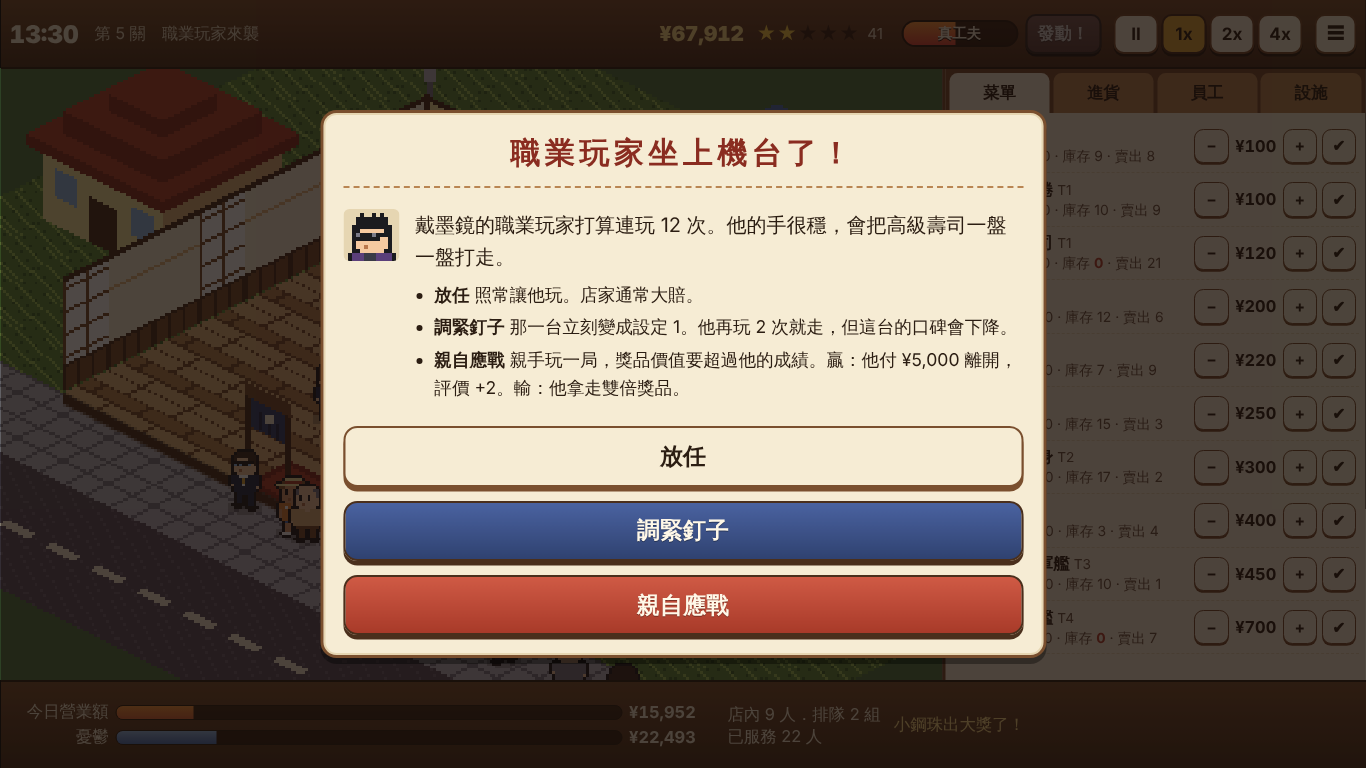 13:30 第 5 關 職業玩家來襲 ¥67,912 ★★★★★ 41 真工夫 發動！ II 1x 2x 4x ☰
菜單 進貨 員工 設施
職業玩家坐上機台了！
戴墨鏡的職業玩家打算連玩 12 次。他的手很穩，會把高級壽司一盤
一盤打走。
• 放任 照常讓他玩。店家通常大賠。
• 調緊釘子 那一台立刻變成設定 1。他再玩 2 次就走，但這台的口碑會下降。
• 親自應戰 親手玩一局，獎品價值要超過他的成績。贏：他付 ¥5,000 離開，
評價 +2。輸：他拿走雙倍獎品。
放任
調緊釘子
親自應戰
· 庫存 9 · 賣出 8 − ¥100 + ✔
T1
· 庫存 10 · 賣出 9 − ¥100 + ✔
T1
· 庫存 0 · 賣出 21 − ¥120 + ✔
· 庫存 12 · 賣出 6 − ¥200 + ✔
· 庫存 7 · 賣出 9 − ¥220 + ✔
· 庫存 15 · 賣出 3 − ¥250 + ✔
T2
· 庫存 17 · 賣出 2 − ¥300 + ✔
· 庫存 3 · 賣出 4 − ¥400 + ✔
艦 T3
· 庫存 10 · 賣出 1 − ¥450 + ✔
T4
· 庫存 0 · 賣出 7 − ¥700 + ✔
今日營業額 ¥15,952
憂鬱 ¥22,493
店內 9 人．排隊 2 組
已服務 22 人
小鋼珠出大獎了！